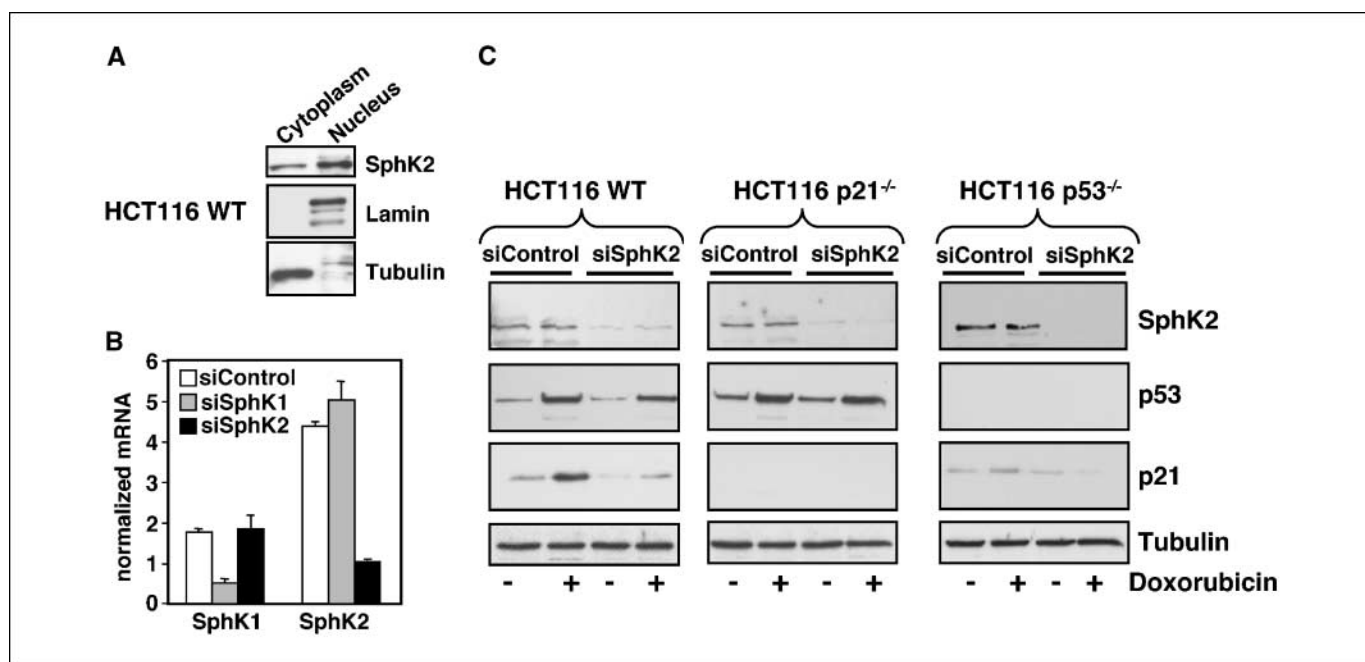 A
Cytoplasm
Nucleus
SphK2
HCT116 WT
Lamin
Tubulin
B
normalized mRNA
6
5
4
3
2
1
0
siControl
siSphK1
siSphK2
SphK1 SphK2
C
HCT116 WT HCT116 p21-/- HCT116 p53-/-
siControl siSphK2 siControl siSphK2 siControl siSphK2
SphK2
p53
p21
Tubulin
- + - + - + - + - + - + Doxorubicin